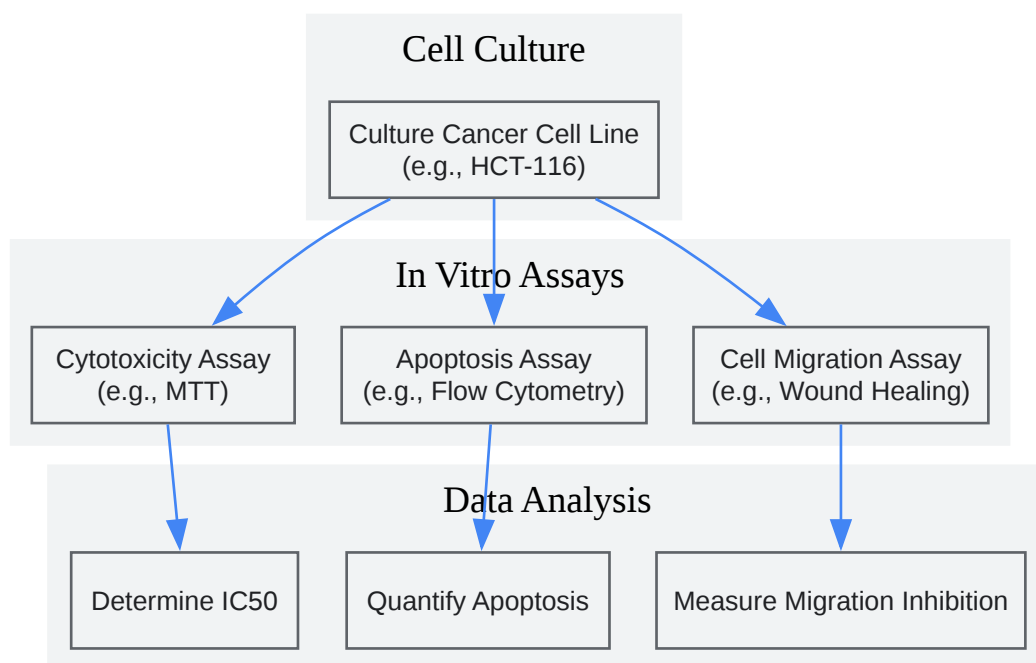 Cell Culture
Culture Cancer Cell Line
(e.g., HCT-116)
In Vitro Assays
Cytotoxicity Assay
(e.g., MTT)
Apoptosis Assay
(e.g., Flow Cytometry)
Cell Migration Assay
(e.g., Wound Healing)
Data Analysis
Determine IC50
Quantify Apoptosis
Measure Migration Inhibition